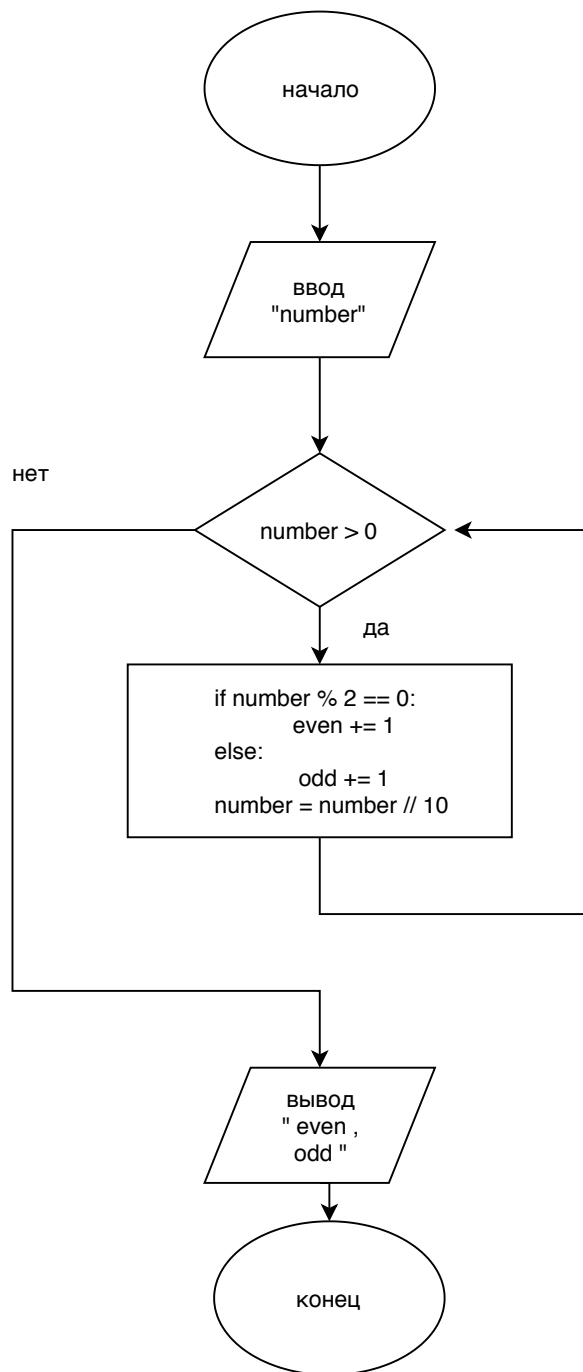 начало
ввод
"number"
нет
number > 0
да
if number % 2 == 0:
even += 1
else:
odd += 1
number = number // 10
вывод
" even ,
odd "
конец